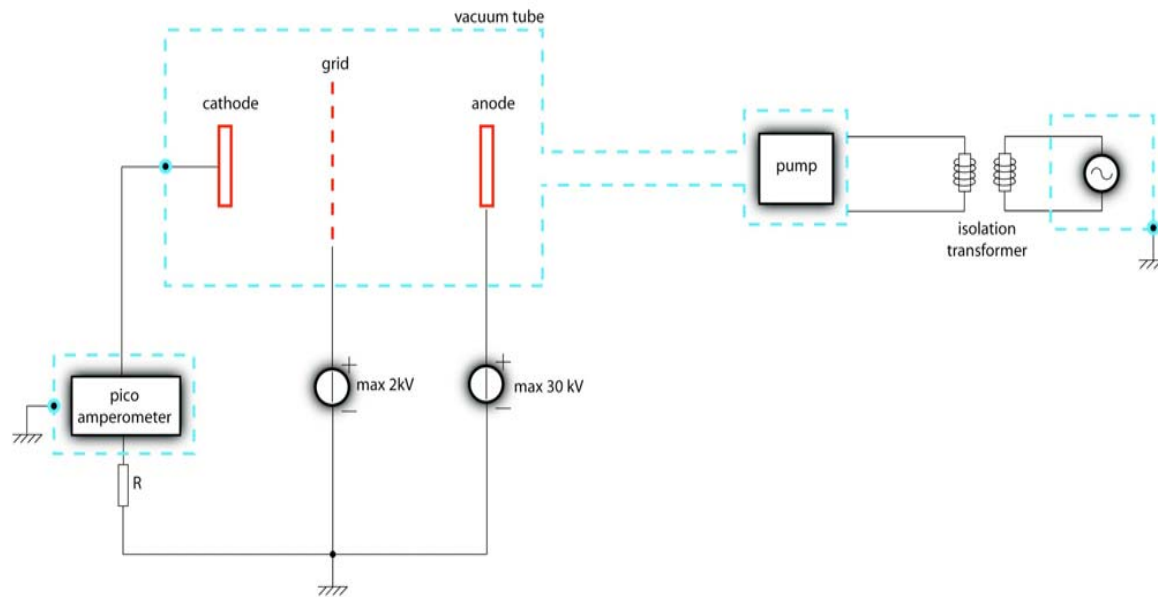 vacuum tube
grid
cathode
anode
pump
isolation
transformer
pico
amperometer
+
max 2kV
−
+
max 30 kV
−
R